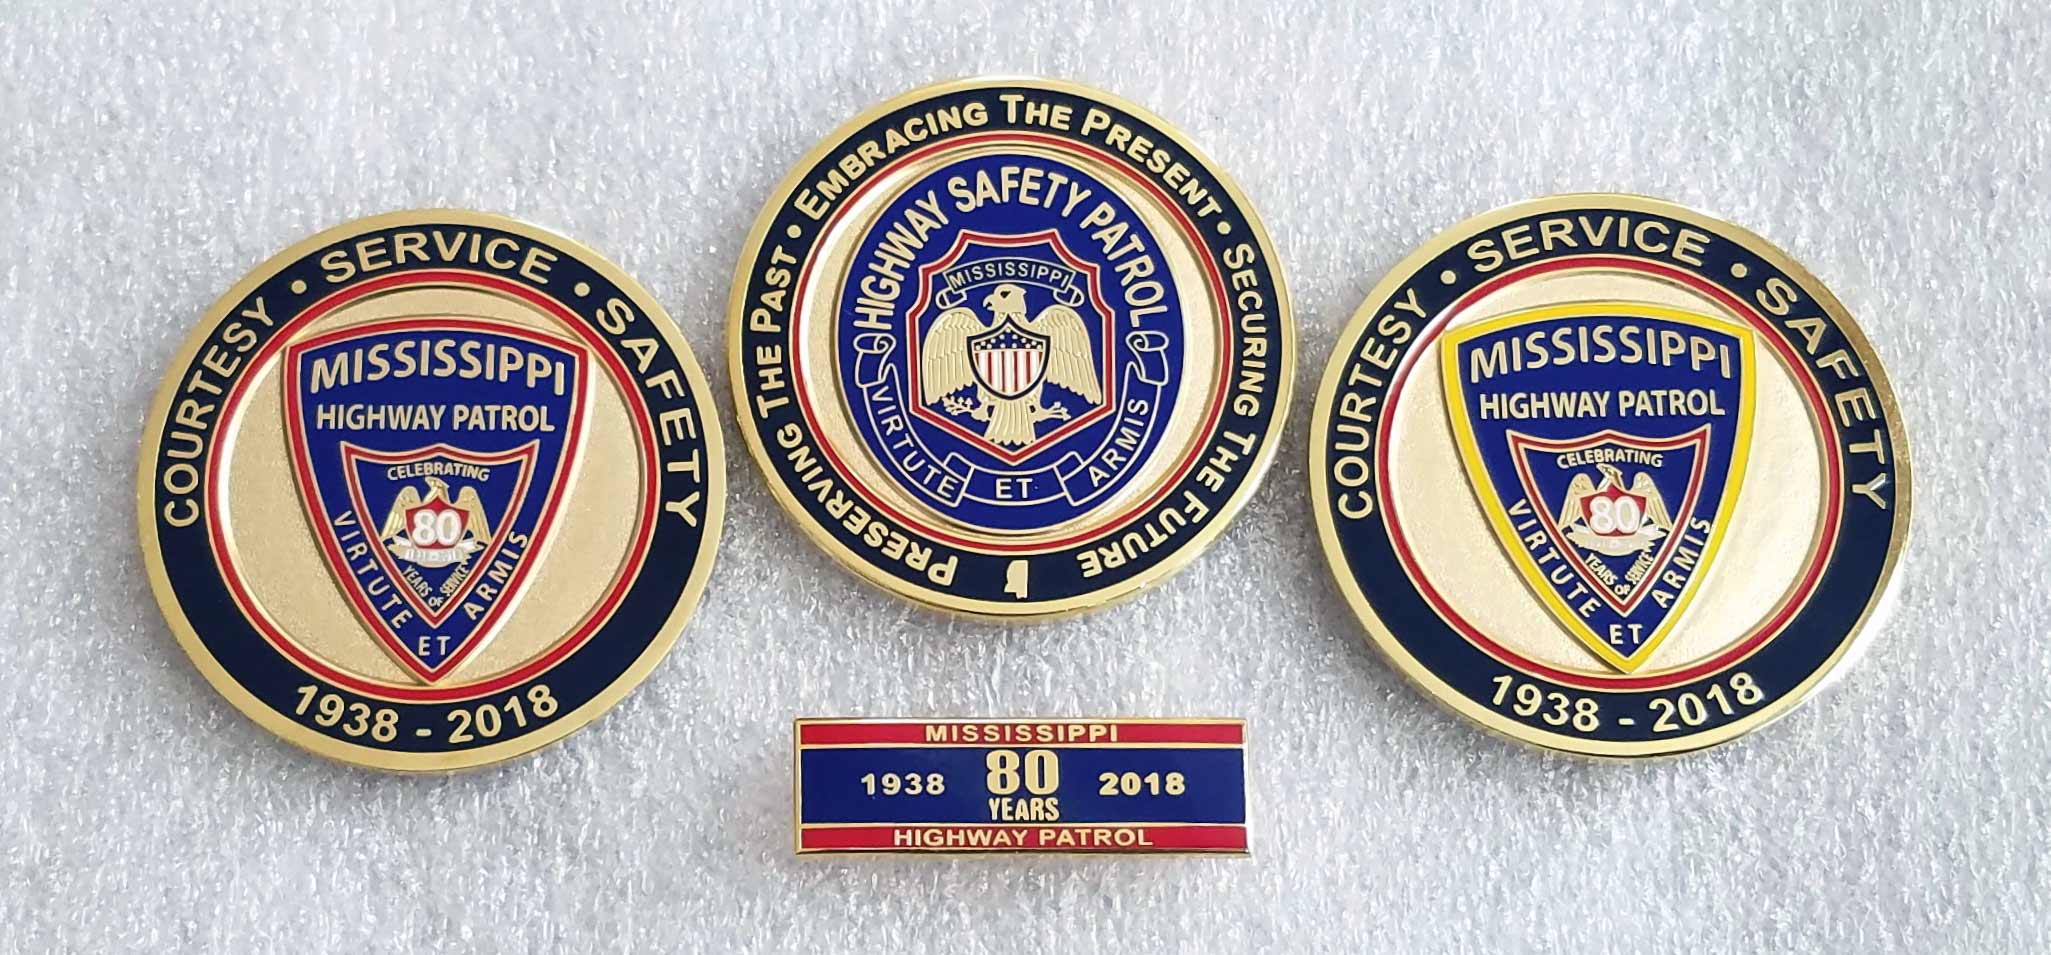 COURTESY • SERVICE • SAFETY
MISSISSIPPI
HIGHWAY PATROL
CELEBRATING
80
YEARS OF SERVICE
VIRTUTE ET ARMIS
1938 - 2018
PRESERVING THE PAST • EMBRACING THE PRESENT • SECURING THE FUTURE
HIGHWAY SAFETY PATROL
MISSISSIPPI
VIRTUTE ET ARMIS
COURTESY • SERVICE • SAFETY
MISSISSIPPI
HIGHWAY PATROL
CELEBRATING
80
YEARS OF SERVICE
VIRTUTE ET ARMIS
1938 - 2018
MISSISSIPPI
1938 80 2018
YEARS
HIGHWAY PATROL